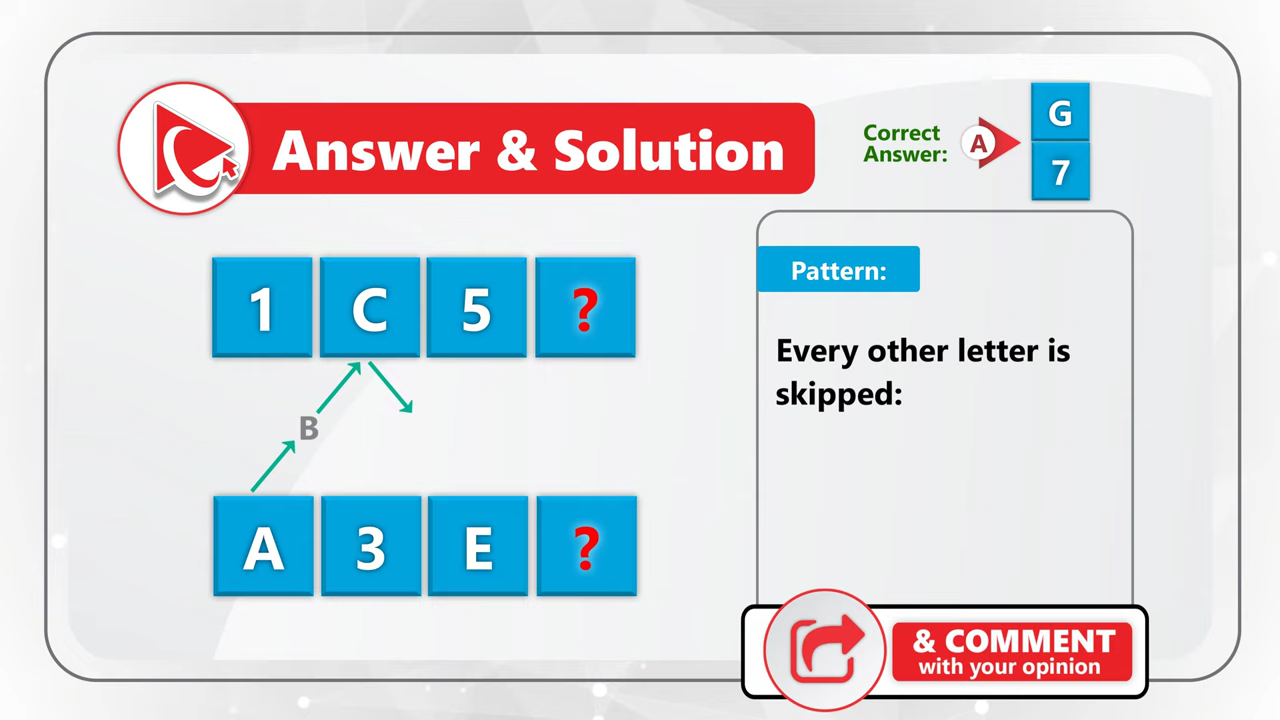 Answer & Solution
Correct
Answer:
A
G
7
1 C 5 ?
B
A 3 E ?
Pattern:
Every other letter is
skipped:
& COMMENT
with your opinion